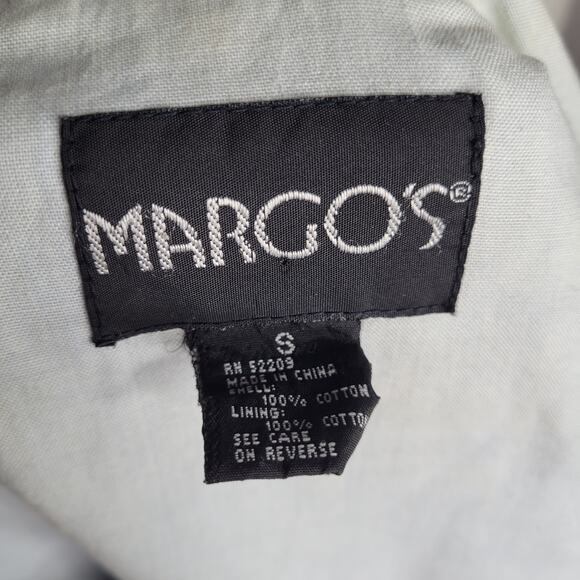 MARGO'S®
S
RN 52209
MADE IN CHINA
SHELL:
100% COTTON
LINING:
100% COTTON
SEE CARE
ON REVERSE